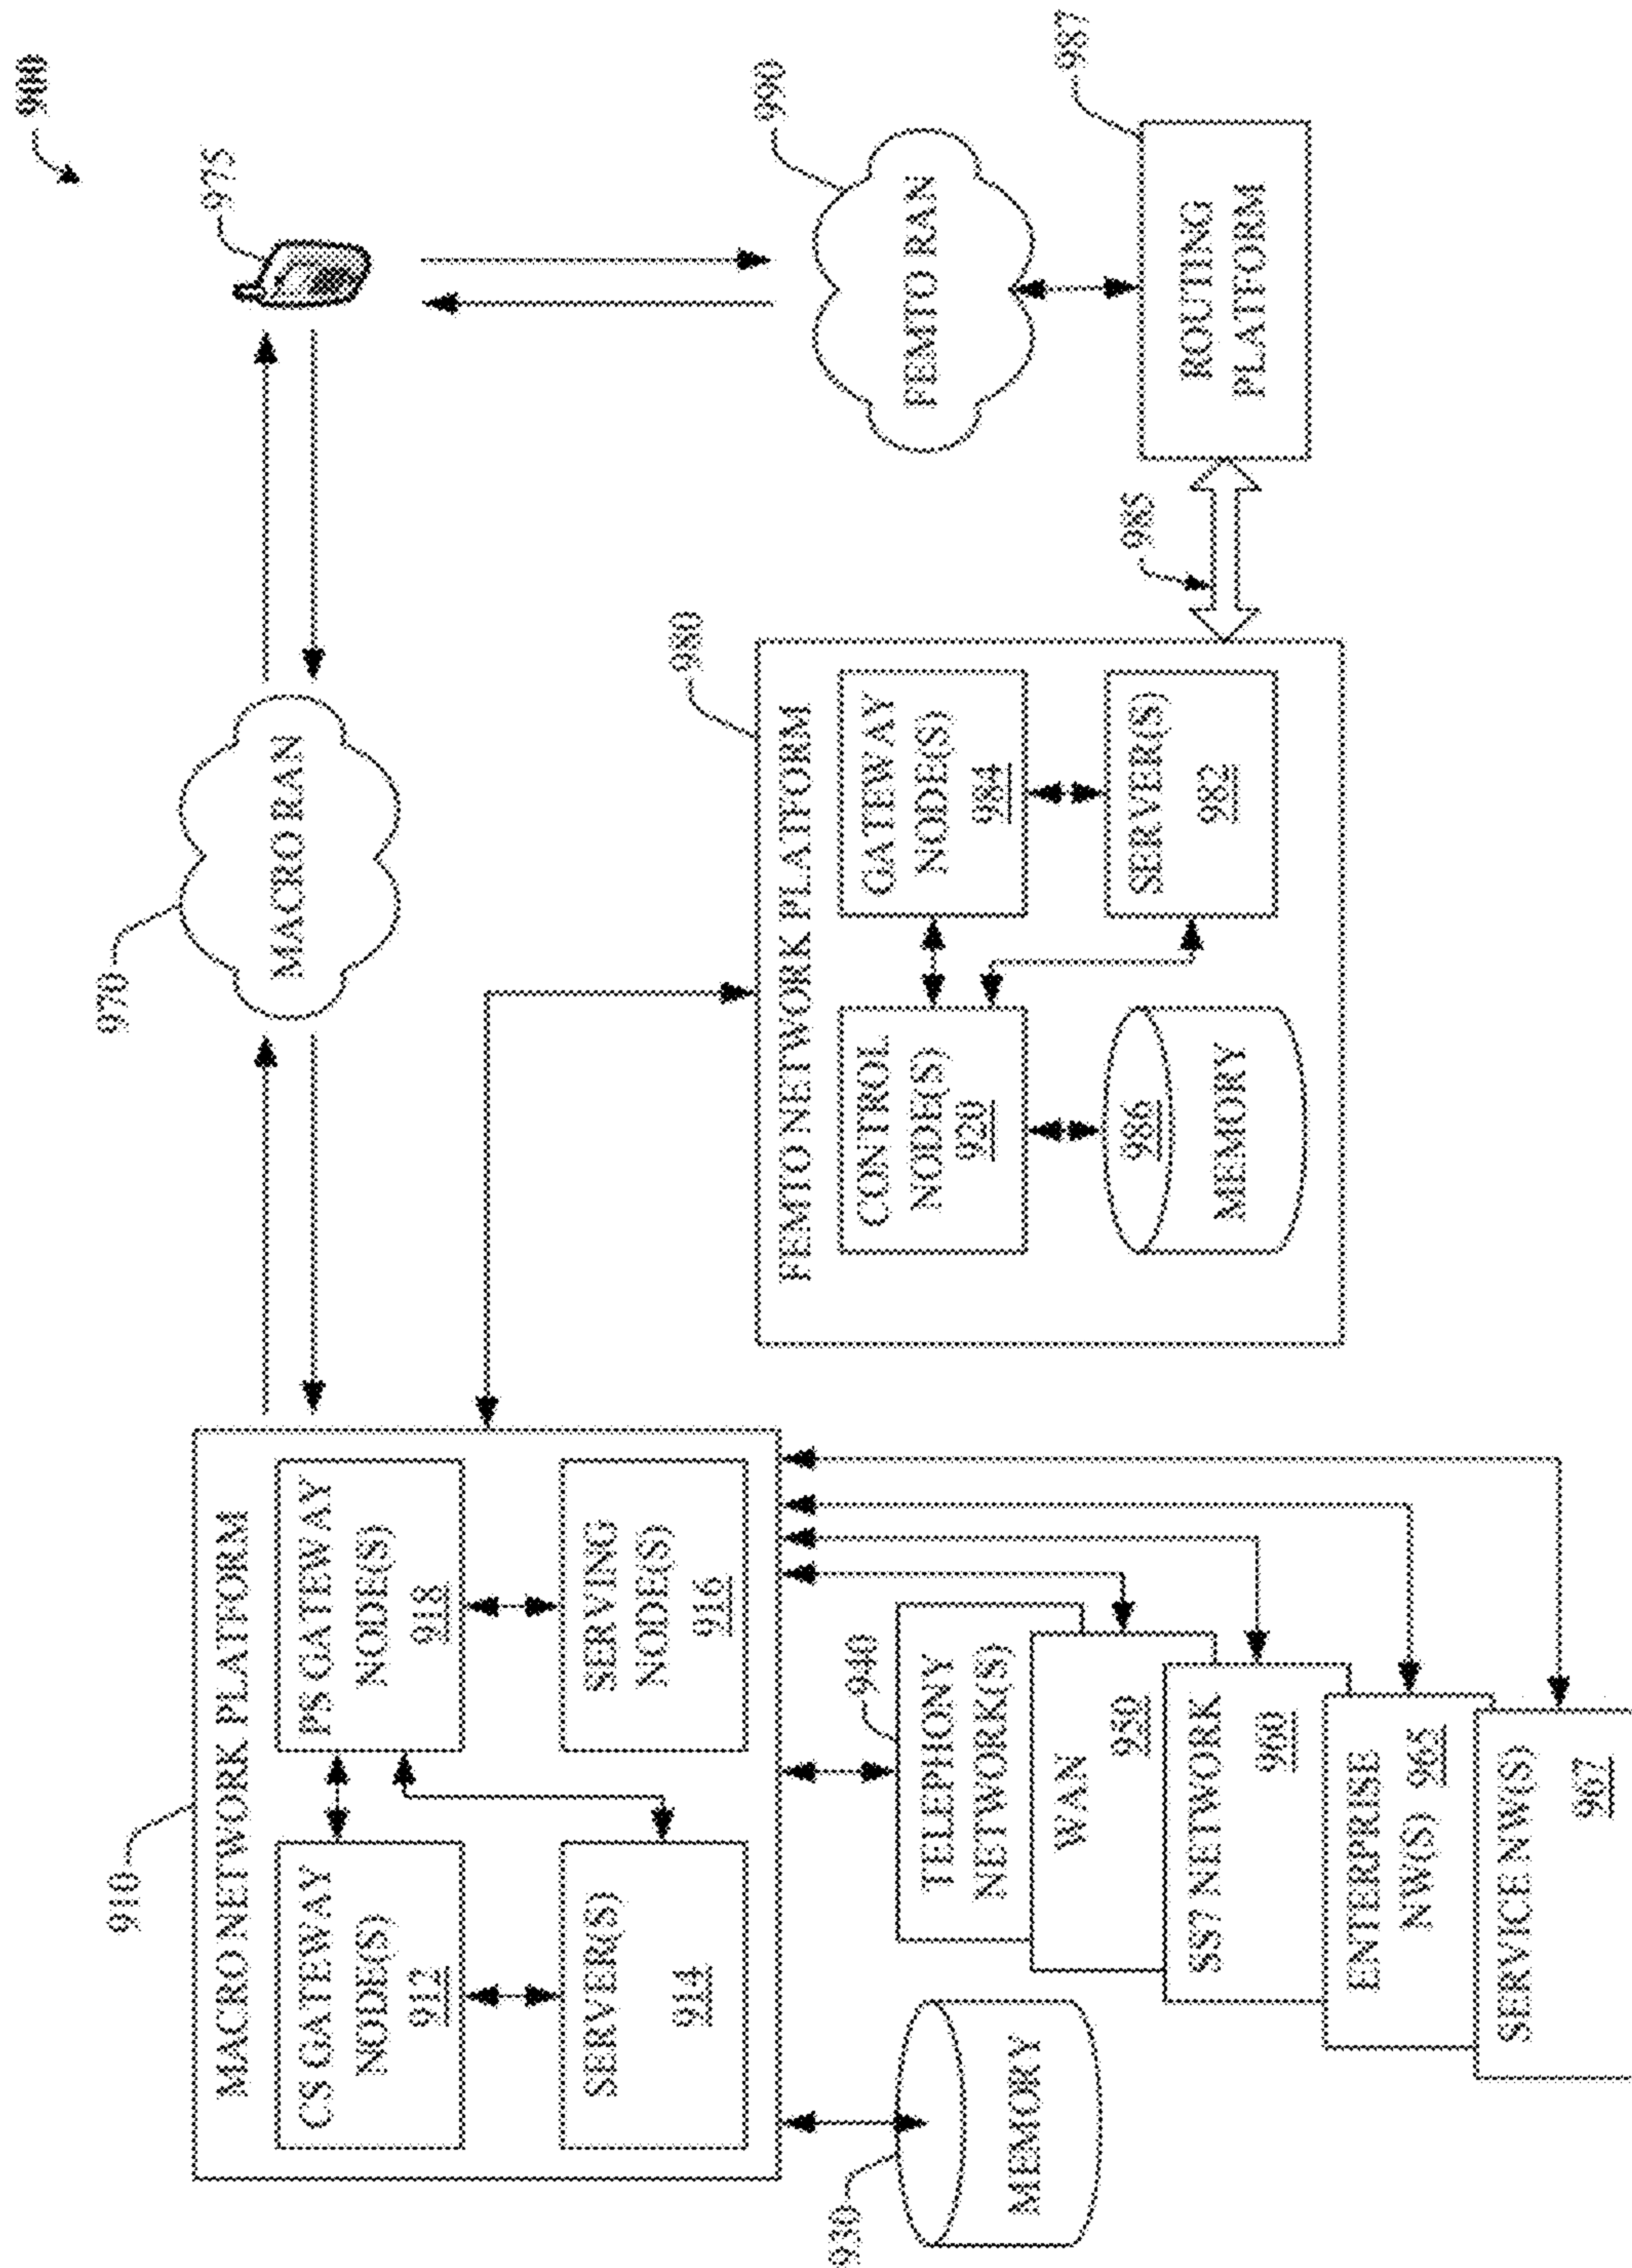 900
975
970
MACRO RAN
910
MACRO NETWORK PLATFORM
CS GATEWAY
NODE(S)
912
PS GATEWAY
NODE(S)
918
SERVER(S)
914
SERVING
NODE(S)
916
930
MEMORY
940
TELEPHONY
NETWORK(S)
WAN
950
SS7 NETWORK
960
ENTERPRISE
NW(S) 965
SERVICE NW(S)
967
980
FEMTO NETWORK PLATFORM
CONTROL
NODE(S)
920
GATEWAY
NODE(S)
984
986
MEMORY
SERVER(S)
982
985
990
FEMTO RAN
987
ROUTING
PLATFORM